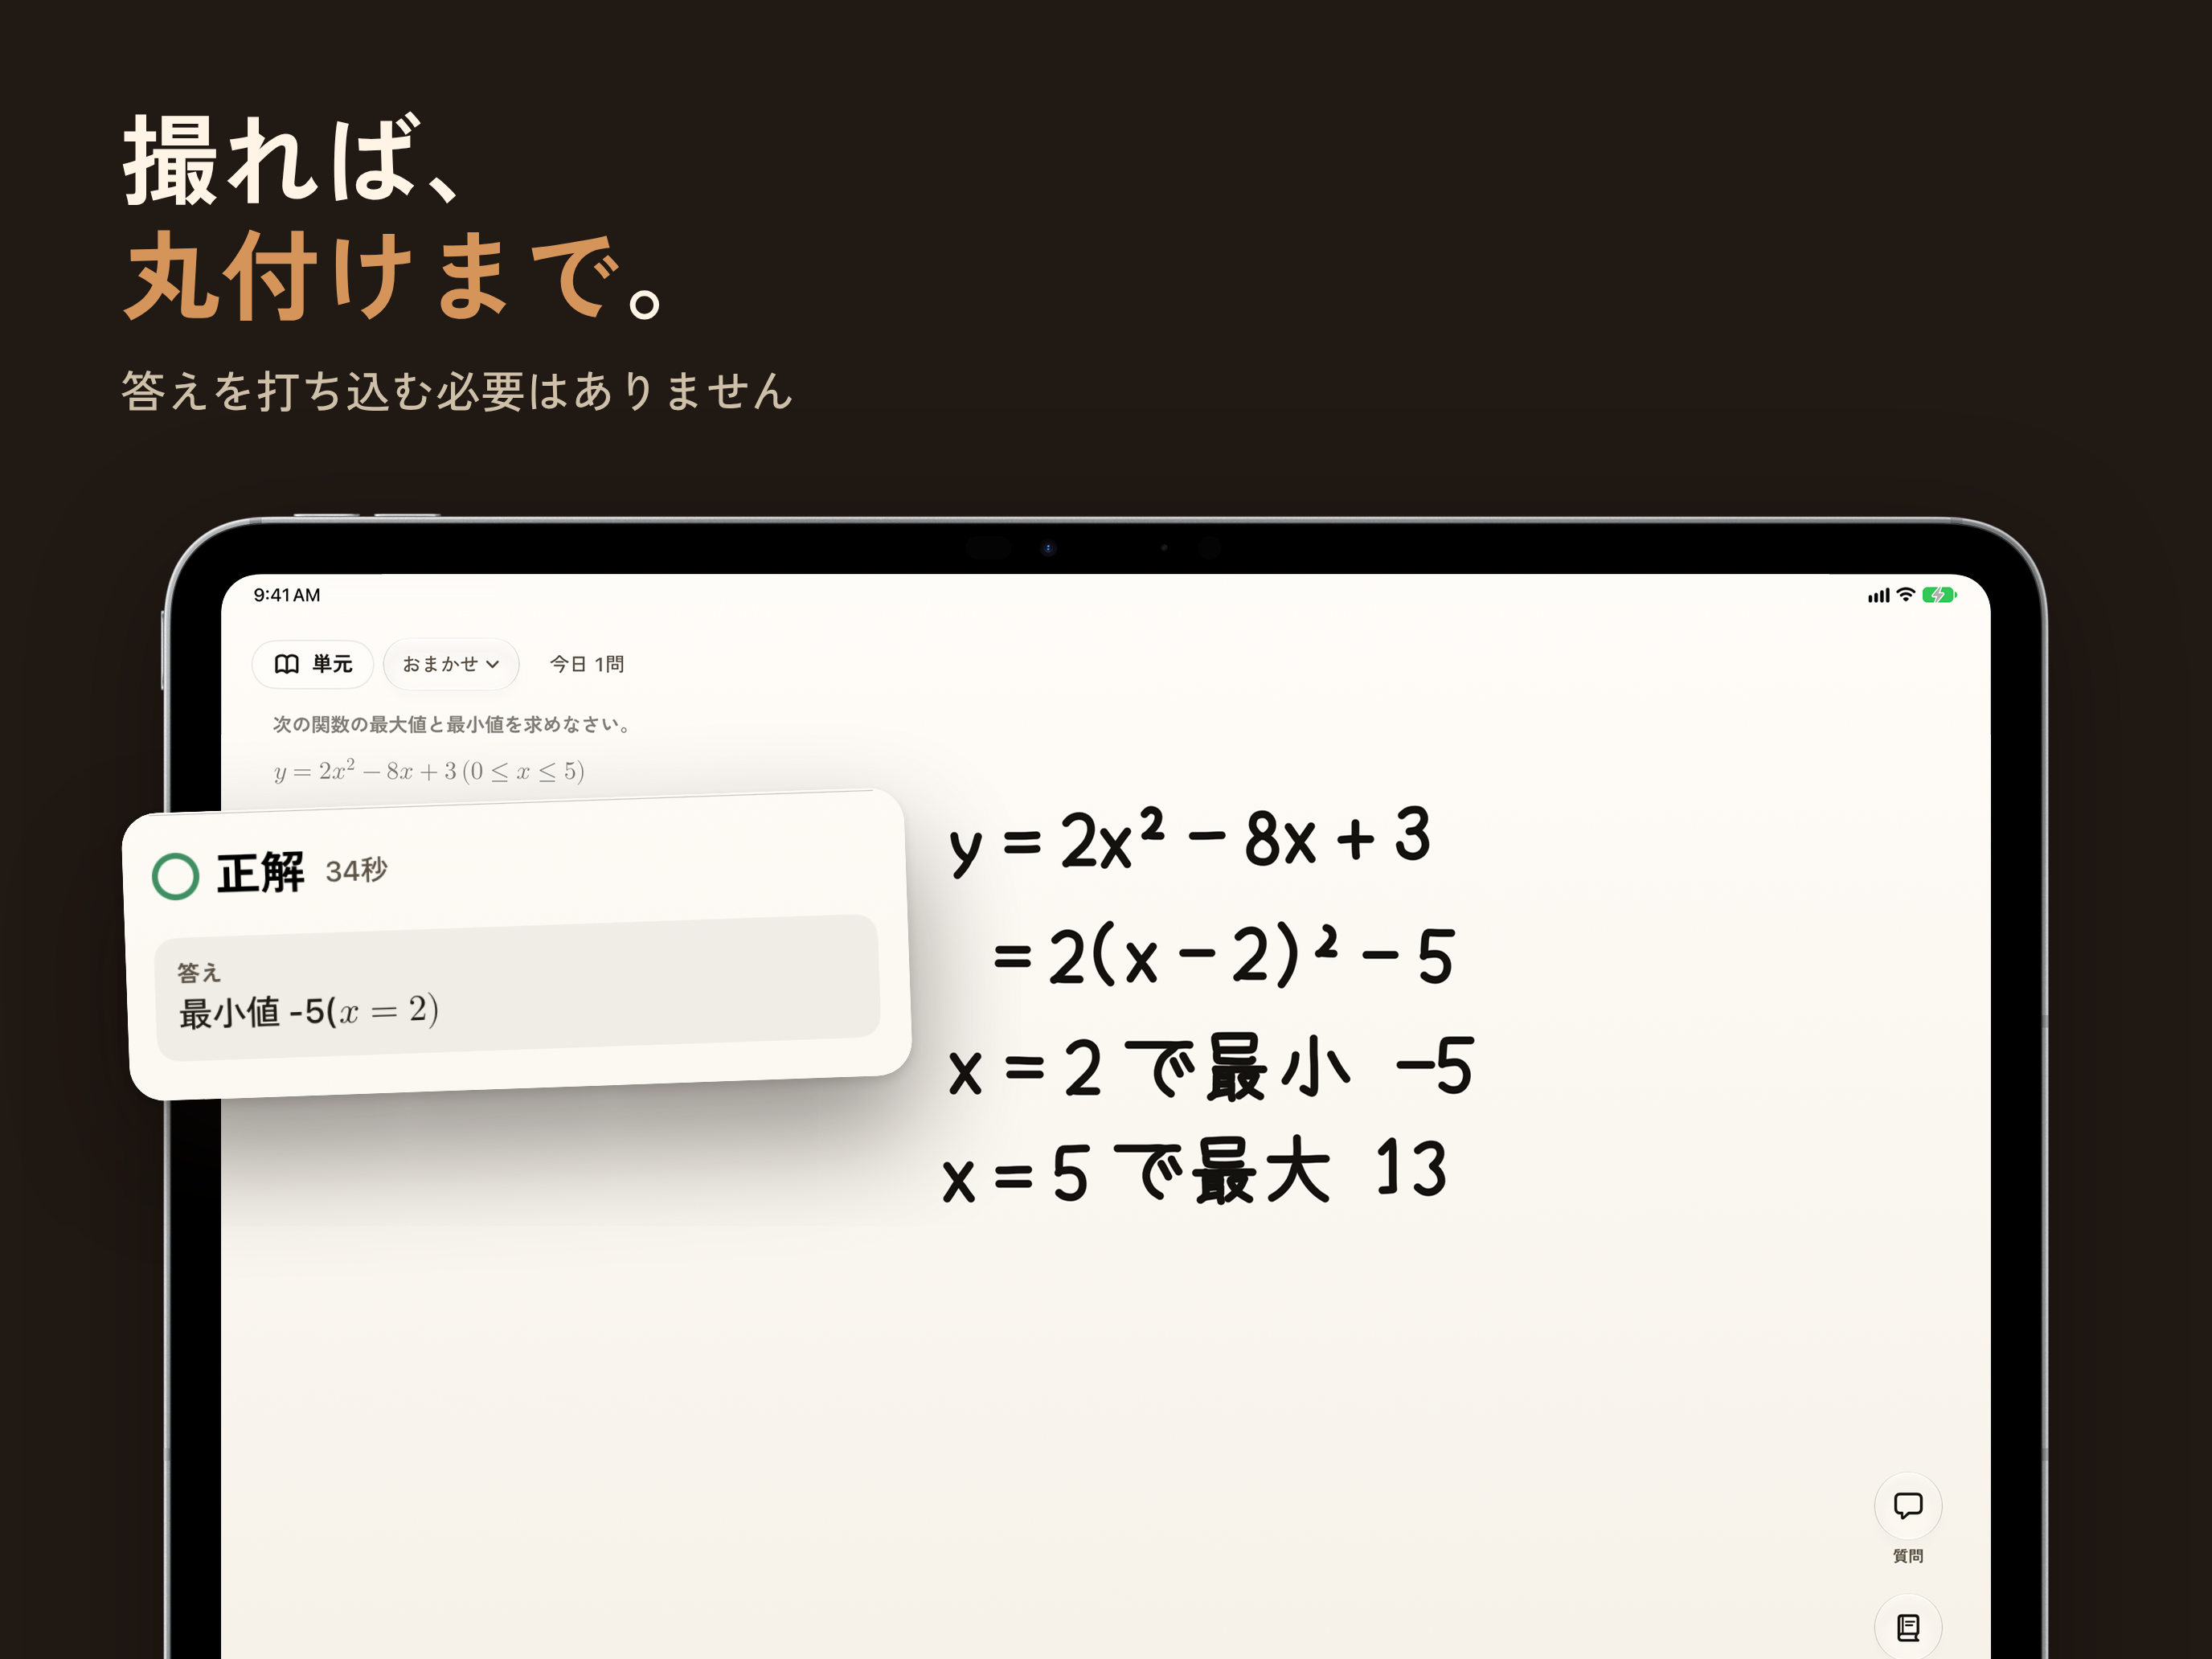 撮れば、
丸付けまで。
答えを打ち込む必要はありません
9:41 AM
単元 おまかせ 今日 1問
次の関数の最大値と最小値を求めなさい。
y = 2x² − 8x + 3 (0 ≤ x ≤ 5)
正解 34秒
答え
最小値 -5(x = 2)
y = 2x² − 8x + 3
= 2(x − 2)² − 5
x = 2 で最小 −5
x = 5 で最大 13
質問